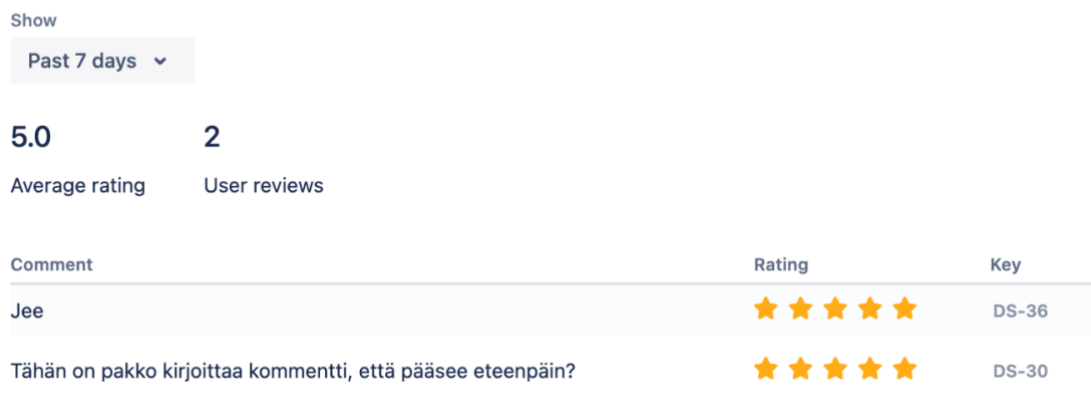 Show
Past 7 days
5.0 2
Average rating User reviews
Comment Rating Key
Jee DS-36
Tähän on pakko kirjoittaa kommentti, että pääsee eteenpäin? DS-30